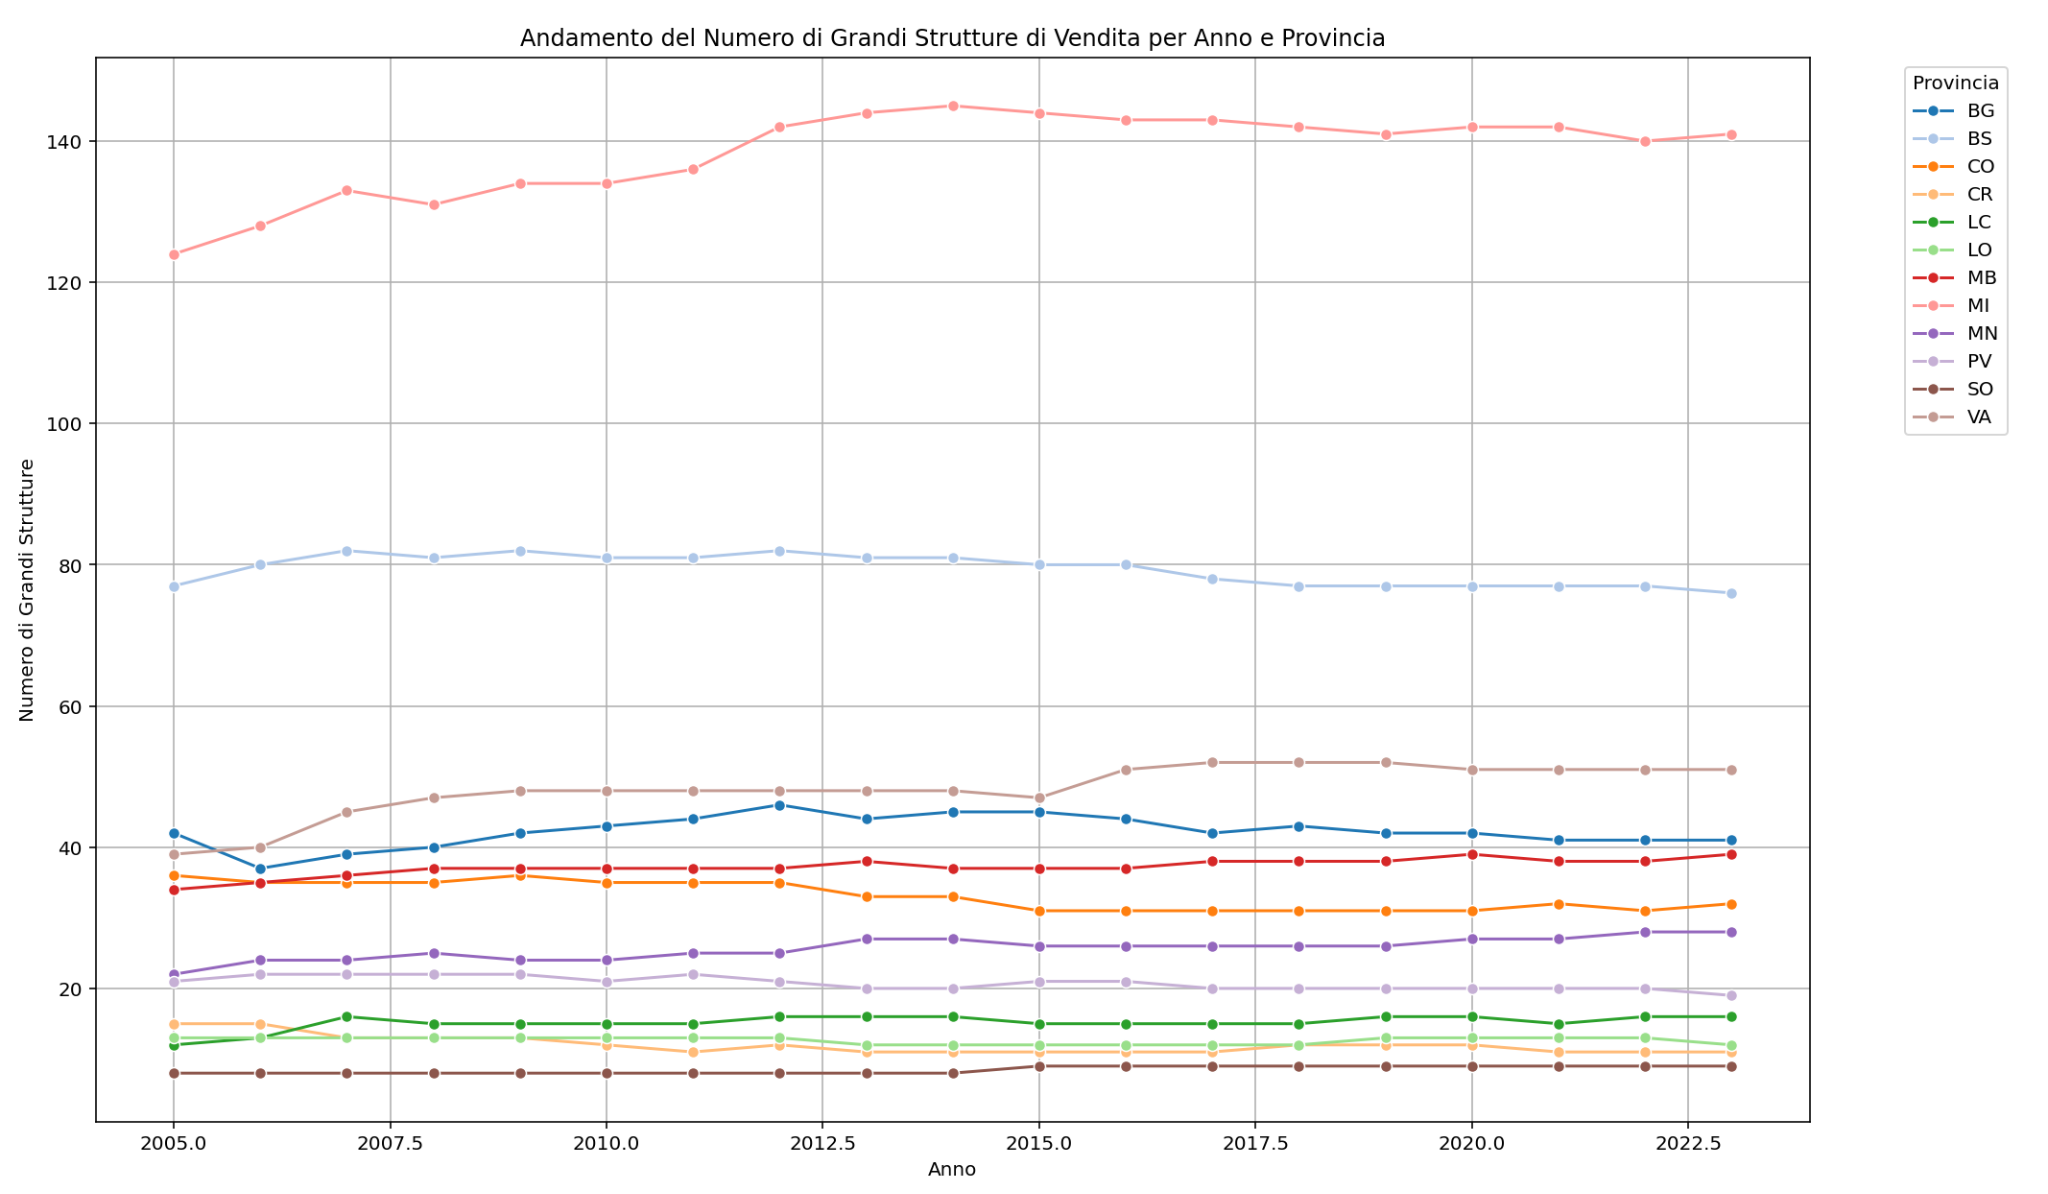 Andamento del Numero di Grandi Strutture di Vendita per Anno e Provincia
Provincia
BG
BS
CO
CR
LC
LO
MB
MI
MN
PV
SO
VA
Numero di Grandi Strutture
140
120
100
80
60
40
20
2005.0 2007.5 2010.0 2012.5 2015.0 2017.5 2020.0 2022.5
Anno